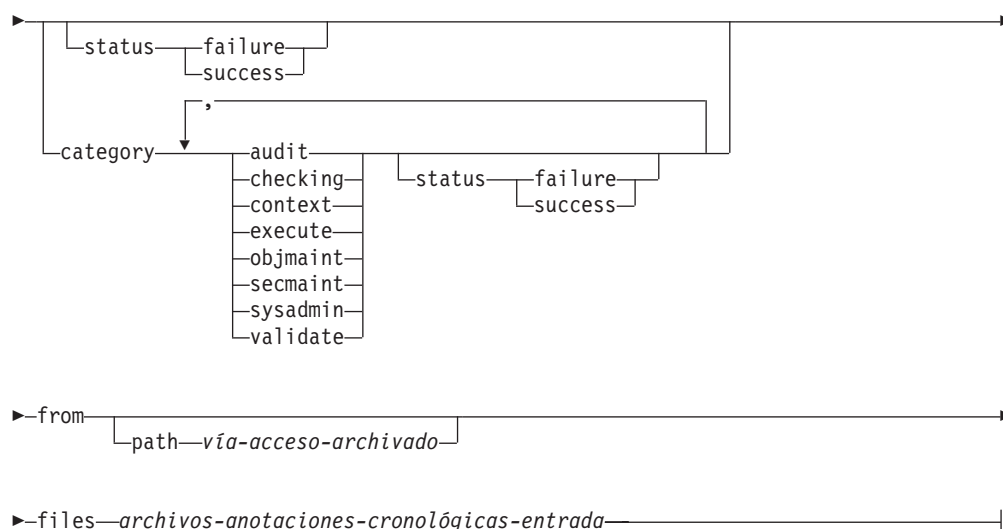 status failure
success
,
category audit
checking status failure
context success
execute
objmaint
secmaint
sysadmin
validate
from
path vía-acceso-archivado
files archivos-anotaciones-cronológicas-entrada